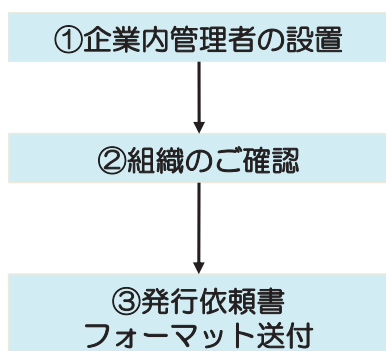 ①企業内管理者の設置
②組織のご確認
③発行依頼書
フォーマット送付